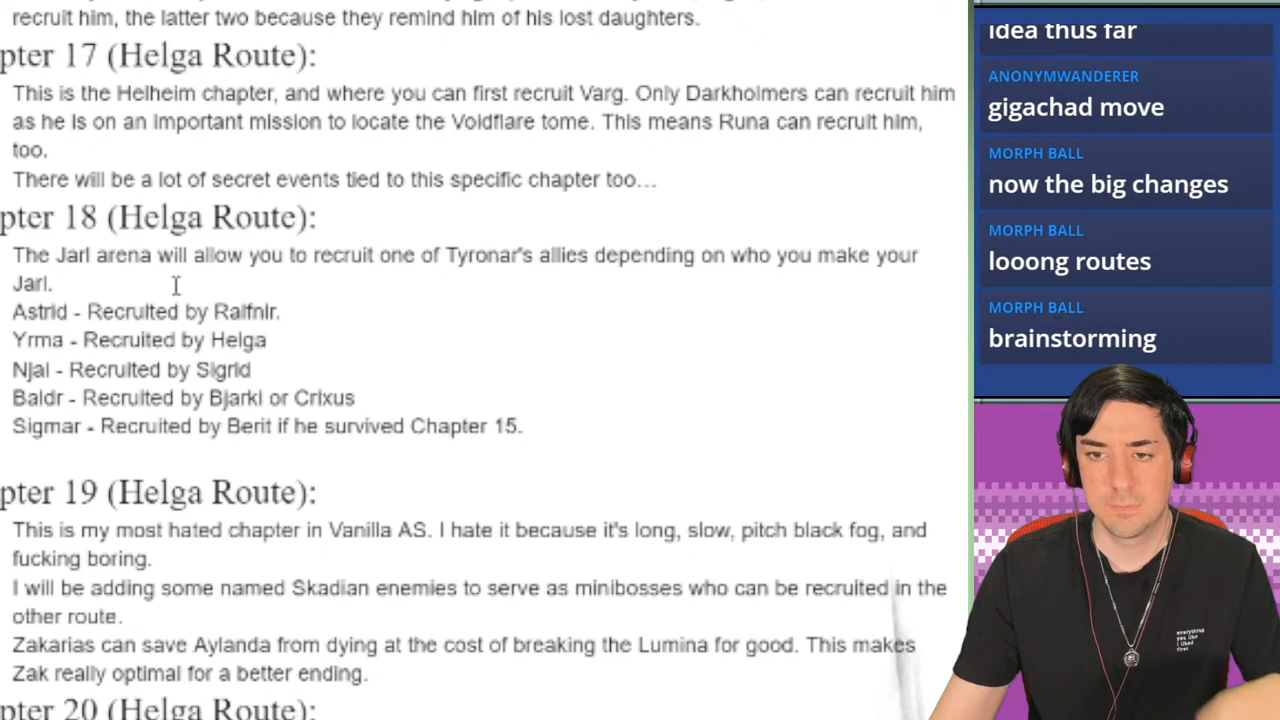 recruit him, the latter two because they remind him of his lost daughters.
pter 17 (Helga Route):
This is the Helheim chapter, and where you can first recruit Varg. Only Darkholmers can recruit him
as he is on an important mission to locate the Voidflare tome. This means Runa can recruit him,
too.
There will be a lot of secret events tied to this specific chapter too...
pter 18 (Helga Route):
The Jarl arena will allow you to recruit one of Tyronar's allies depending on who you make your
Jarl.
Astrid - Recruited by Ralfnir.
Yrma - Recruited by Helga
Njal - Recruited by Sigrid
Baldr - Recruited by Bjarki or Crixus
Sigmar - Recruited by Berit if he survived Chapter 15.
pter 19 (Helga Route):
This is my most hated chapter in Vanilla AS. I hate it because it's long, slow, pitch black fog, and
fucking boring.
I will be adding some named Skadian enemies to serve as minibosses who can be recruited in the
other route.
Zakarias can save Aylanda from dying at the cost of breaking the Lumina for good. This makes
Zak really optimal for a better ending.
pter 20 (Helga Route):
idea thus far
ANONYMWANDERER
gigachad move
MORPH BALL
now the big changes
MORPH BALL
looong routes
MORPH BALL
brainstorming
everything
you like
I liked
first